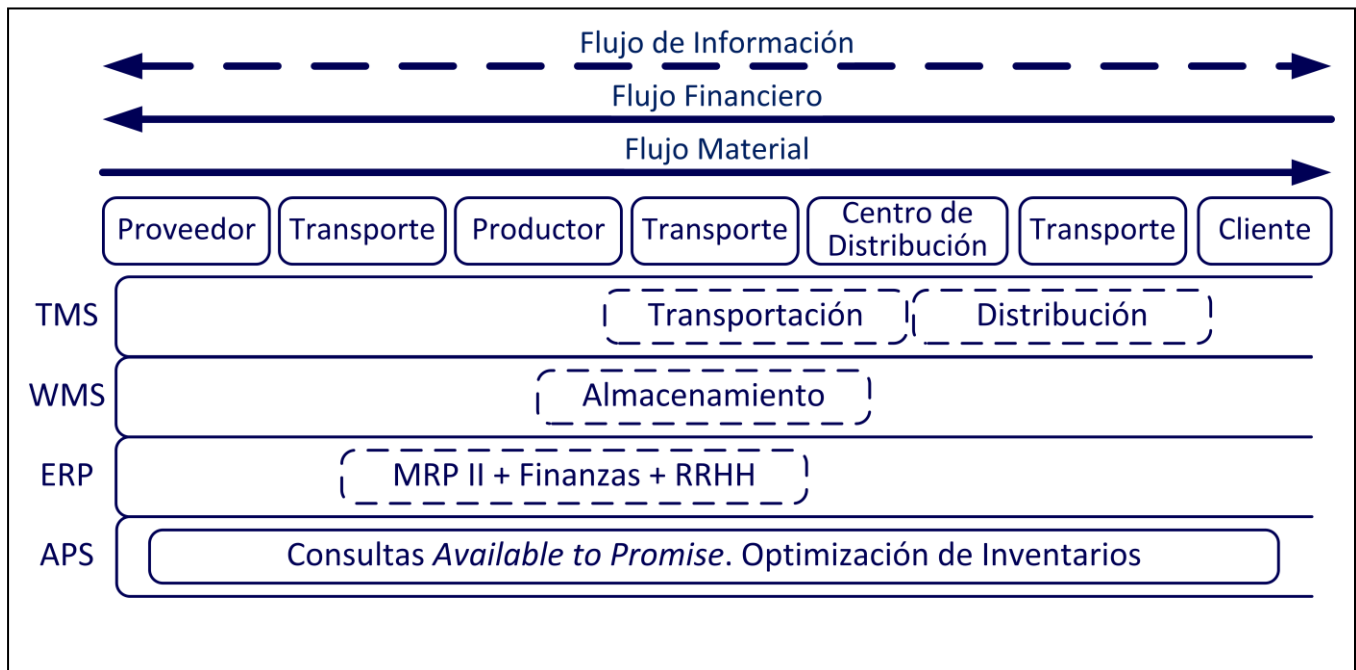 Flujo de Información
Flujo Financiero
Flujo Material
Proveedor
Transporte
Productor
Transporte
Centro de
Distribución
Transporte
Cliente
TMS
Transportación
Distribución
WMS
Almacenamiento
ERP
MRP II + Finanzas + RRHH
APS
Consultas Available to Promise. Optimización de Inventarios